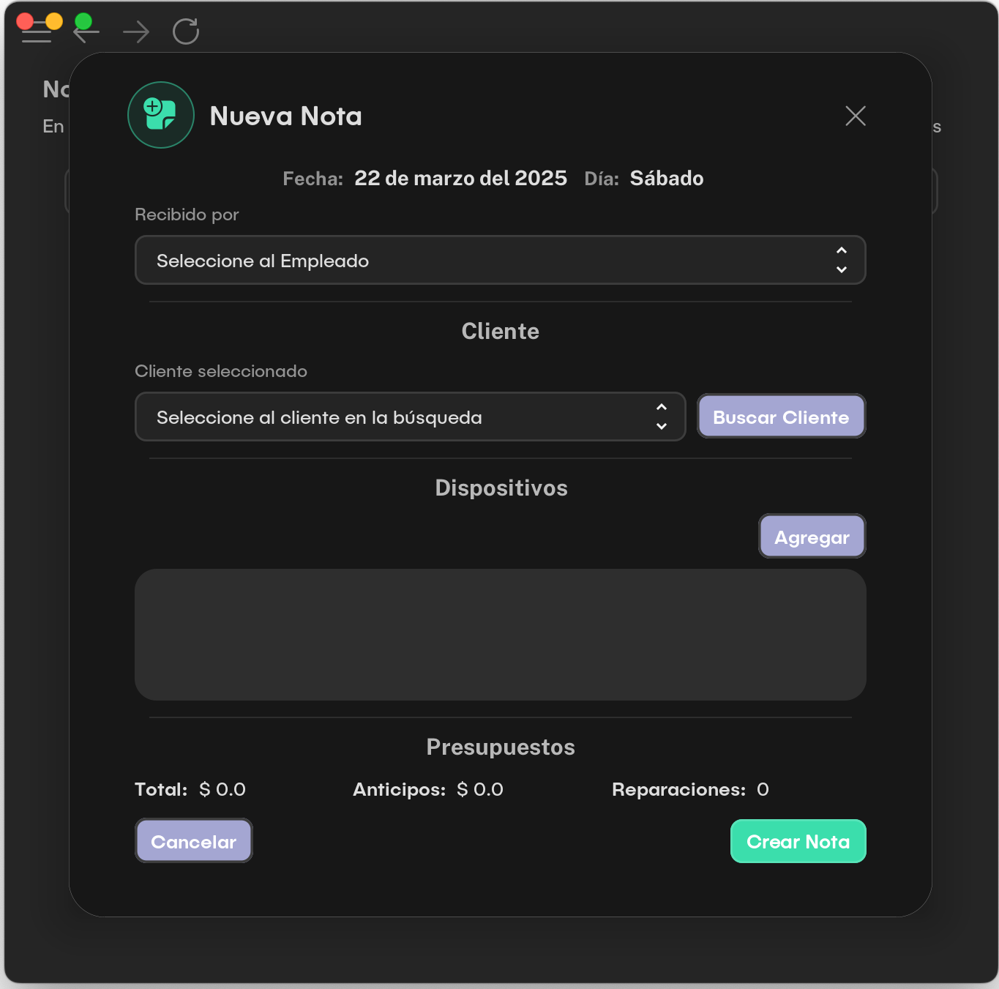 No
En
s
Nueva Nota
Fecha: 22 de marzo del 2025 Día: Sábado
Recibido por
Seleccione al Empleado
Cliente
Cliente seleccionado
Seleccione al cliente en la búsqueda
Buscar Cliente
Dispositivos
Agregar
Presupuestos
Total: $ 0.0 Anticipos: $ 0.0 Reparaciones: 0
Cancelar Crear Nota